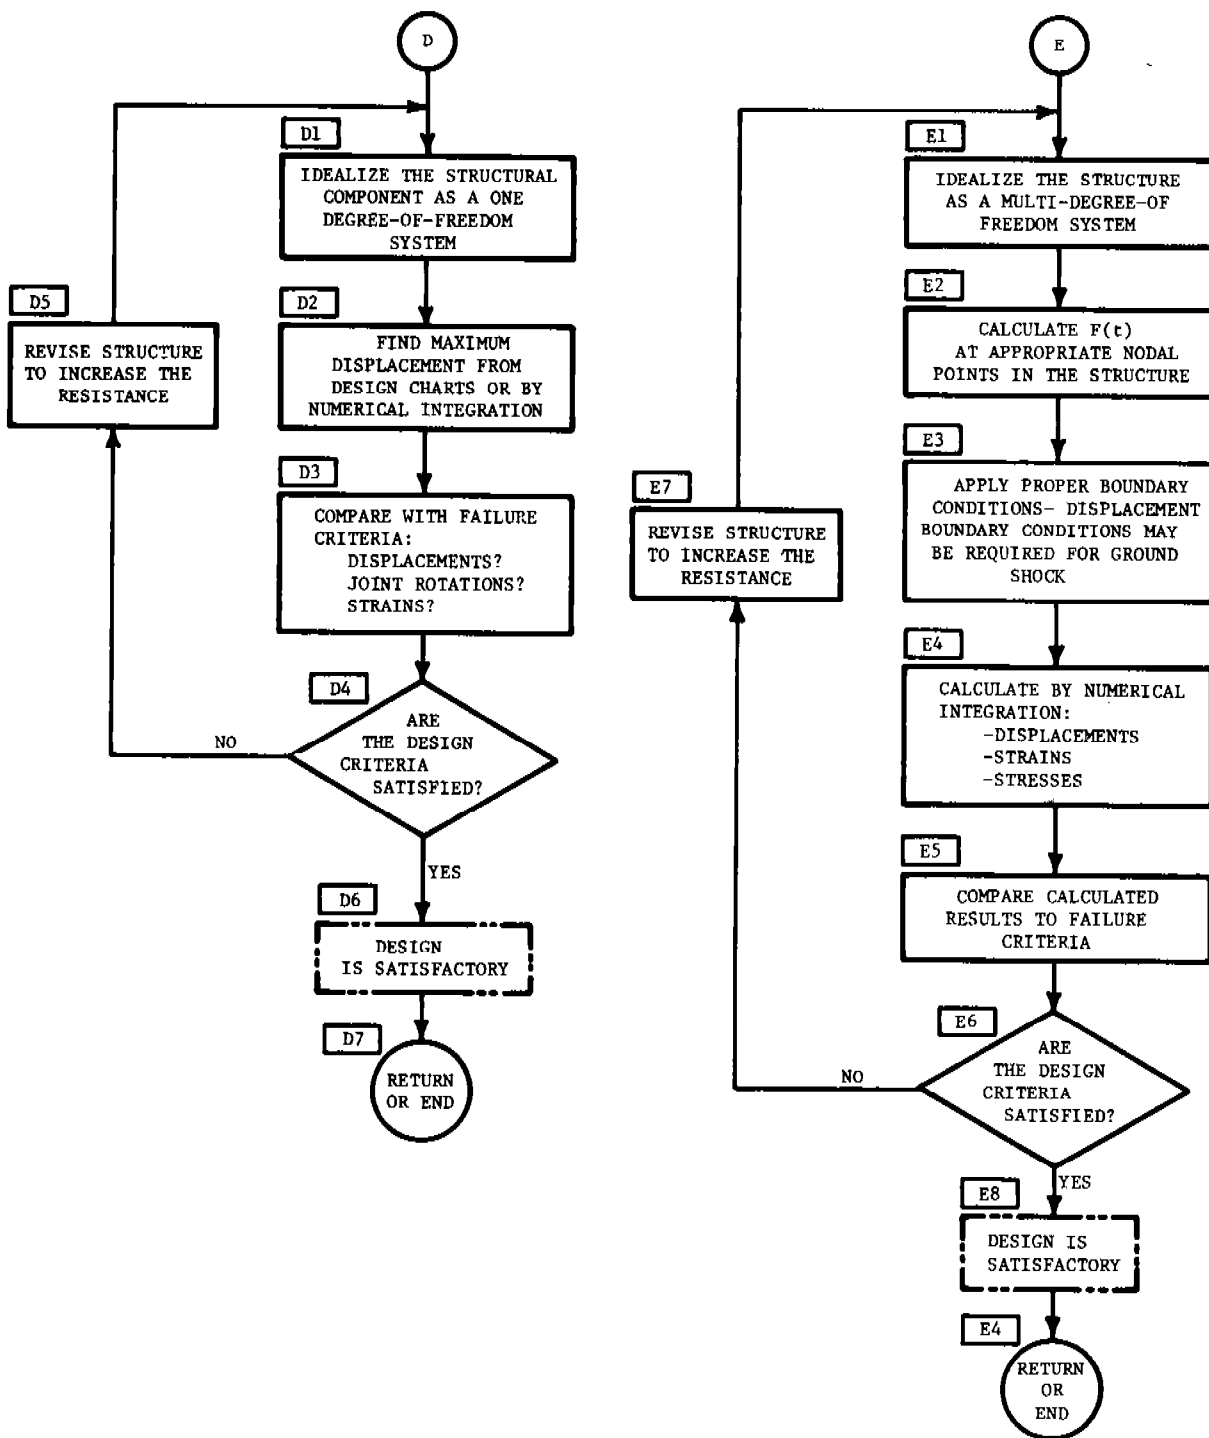 D
D1
IDEALIZE THE STRUCTURAL
COMPONENT AS A ONE
DEGREE-OF-FREEDOM
SYSTEM
D5
REVISE STRUCTURE
TO INCREASE THE
RESISTANCE
D2
FIND MAXIMUM
DISPLACEMENT FROM
DESIGN CHARTS OR BY
NUMERICAL INTEGRATION
D3
COMPARE WITH FAILURE
CRITERIA:
DISPLACEMENTS?
JOINT ROTATIONS?
STRAINS?
D4
ARE
THE DESIGN
CRITERIA
SATISFIED?
NO
YES
D6
DESIGN
IS SATISFACTORY
D7
RETURN
OR END
E
E1
IDEALIZE THE STRUCTURE
AS A MULTI-DEGREE-OF
FREEDOM SYSTEM
E2
CALCULATE F(t)
AT APPROPRIATE NODAL
POINTS IN THE STRUCTURE
E3
APPLY PROPER BOUNDARY
CONDITIONS- DISPLACEMENT
BOUNDARY CONDITIONS MAY
BE REQUIRED FOR GROUND
SHOCK
E7
REVISE STRUCTURE
TO INCREASE THE
RESISTANCE
E4
CALCULATE BY NUMERICAL
INTEGRATION:
-DISPLACEMENTS
-STRAINS
-STRESSES
E5
COMPARE CALCULATED
RESULTS TO FAILURE
CRITERIA
E6
ARE
THE DESIGN
CRITERIA
SATISFIED?
NO
YES
E8
DESIGN IS
SATISFACTORY
E4
RETURN
OR
END